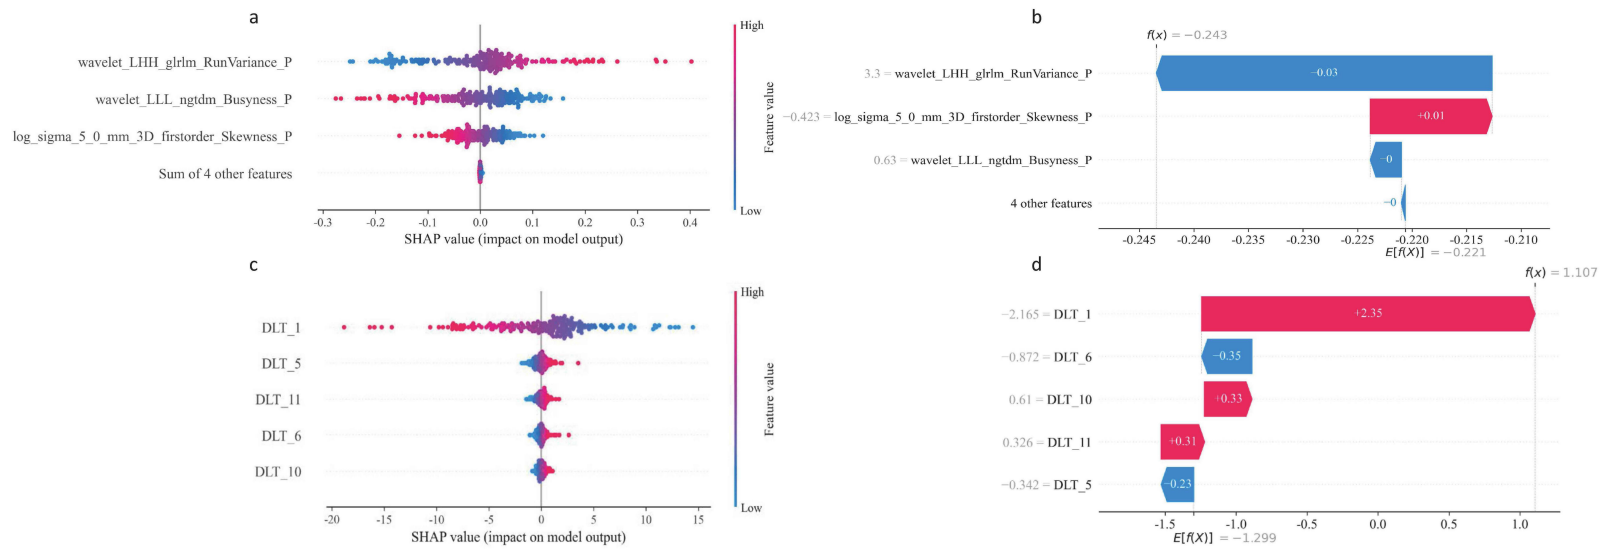 a
High
wavelet_LHH_glrlm_RunVariance_P
wavelet_LLL_ngtdm_Busyness_P
log_sigma_5_0_mm_3D_firstorder_Skewness_P
Sum of 4 other features
Feature value
Low
-0.3 -0.2 -0.1 0.0 0.1 0.2 0.3 0.4
SHAP value (impact on model output)
b
f(x) = −0.243
3.3 = wavelet_LHH_glrlm_RunVariance_P
−0.03
−0.423 = log_sigma_5_0_mm_3D_firstorder_Skewness_P
+0.01
0.63 = wavelet_LLL_ngtdm_Busyness_P
−0
4 other features
−0
-0.245 -0.240 -0.235 -0.230 -0.225 -0.220 -0.215 -0.210
E[f(X)] = −0.221
c
High
DLT_1
DLT_5
DLT_11
DLT_6
DLT_10
Feature value
Low
-20 -15 -10 -5 0 5 10 15
SHAP value (impact on model output)
d
f(x) = 1.107
−2.165 = DLT_1
+2.35
−0.872 = DLT_6
−0.35
0.61 = DLT_10
+0.33
0.326 = DLT_11
+0.31
−0.342 = DLT_5
−0.23
-1.5 -1.0 -0.5 0.0 0.5 1.0
E[f(X)] = −1.299